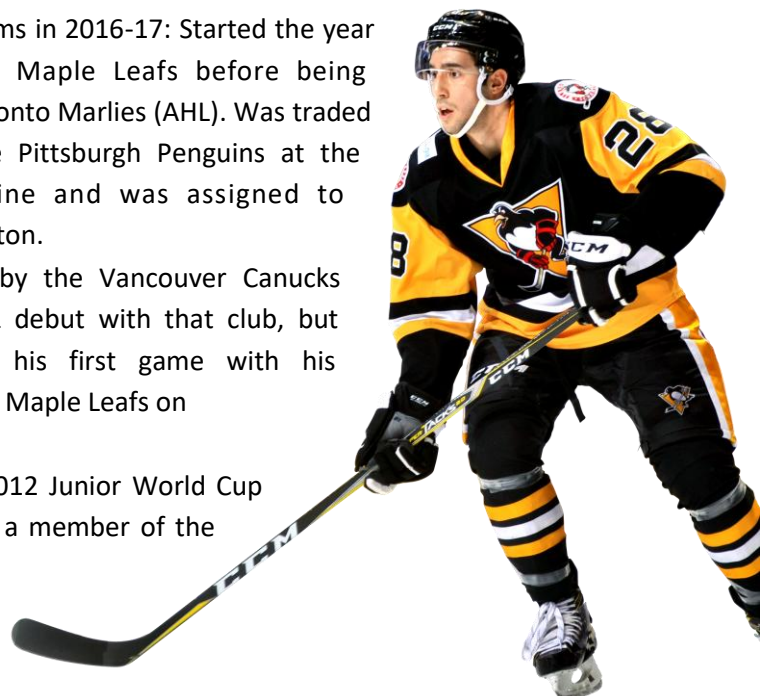 ms in 2016-17: Started the year
Maple Leafs before being
onto Marlies (AHL). Was traded
e Pittsburgh Penguins at the
ine and was assigned to
ton.
by the Vancouver Canucks
debut with that club, but
his first game with his
Maple Leafs on
012 Junior World Cup
a member of the
28
8
CCM
CCM
TACKS
CCM